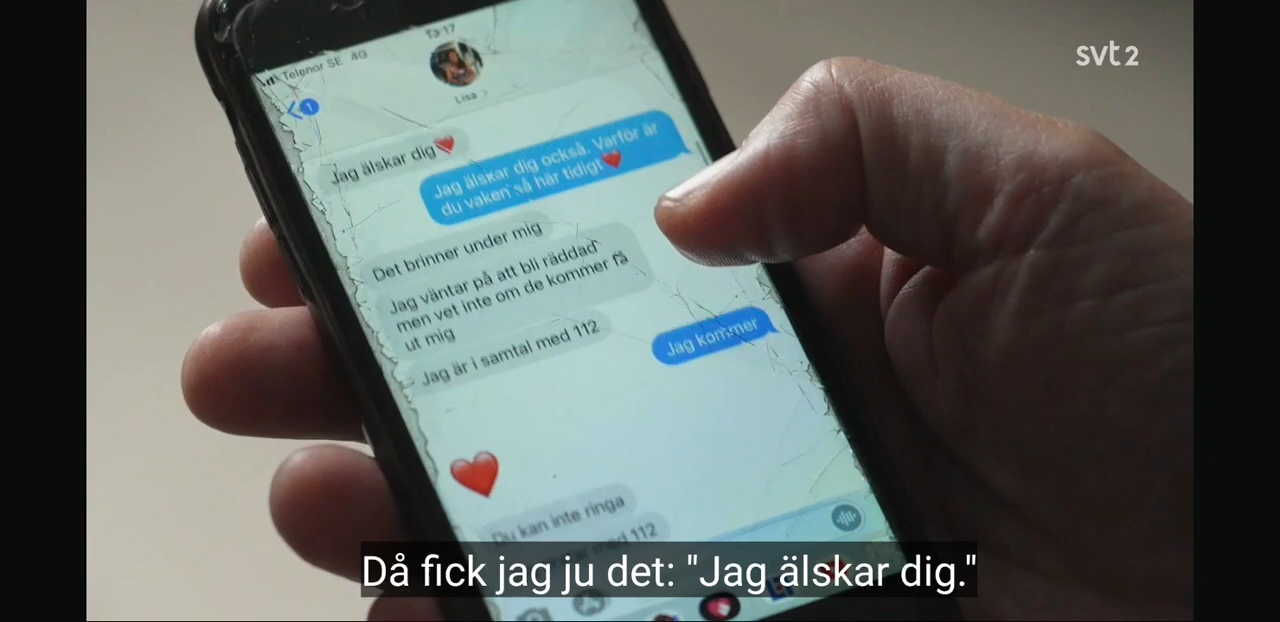 svt2
Telenor SE 4G
13:17
1
Lisa
Jag älskar dig❤️
Jag älskar dig också. Varför är
du vaken så här tidigt❤️
Det brinner under mig
Jag väntar på att bli räddad
men vet inte om de kommer få
ut mig
Jag är i samtal med 112
Jag kommer
❤️
Du kan inte ringa
med 112
Då fick jag ju det: "Jag älskar dig."